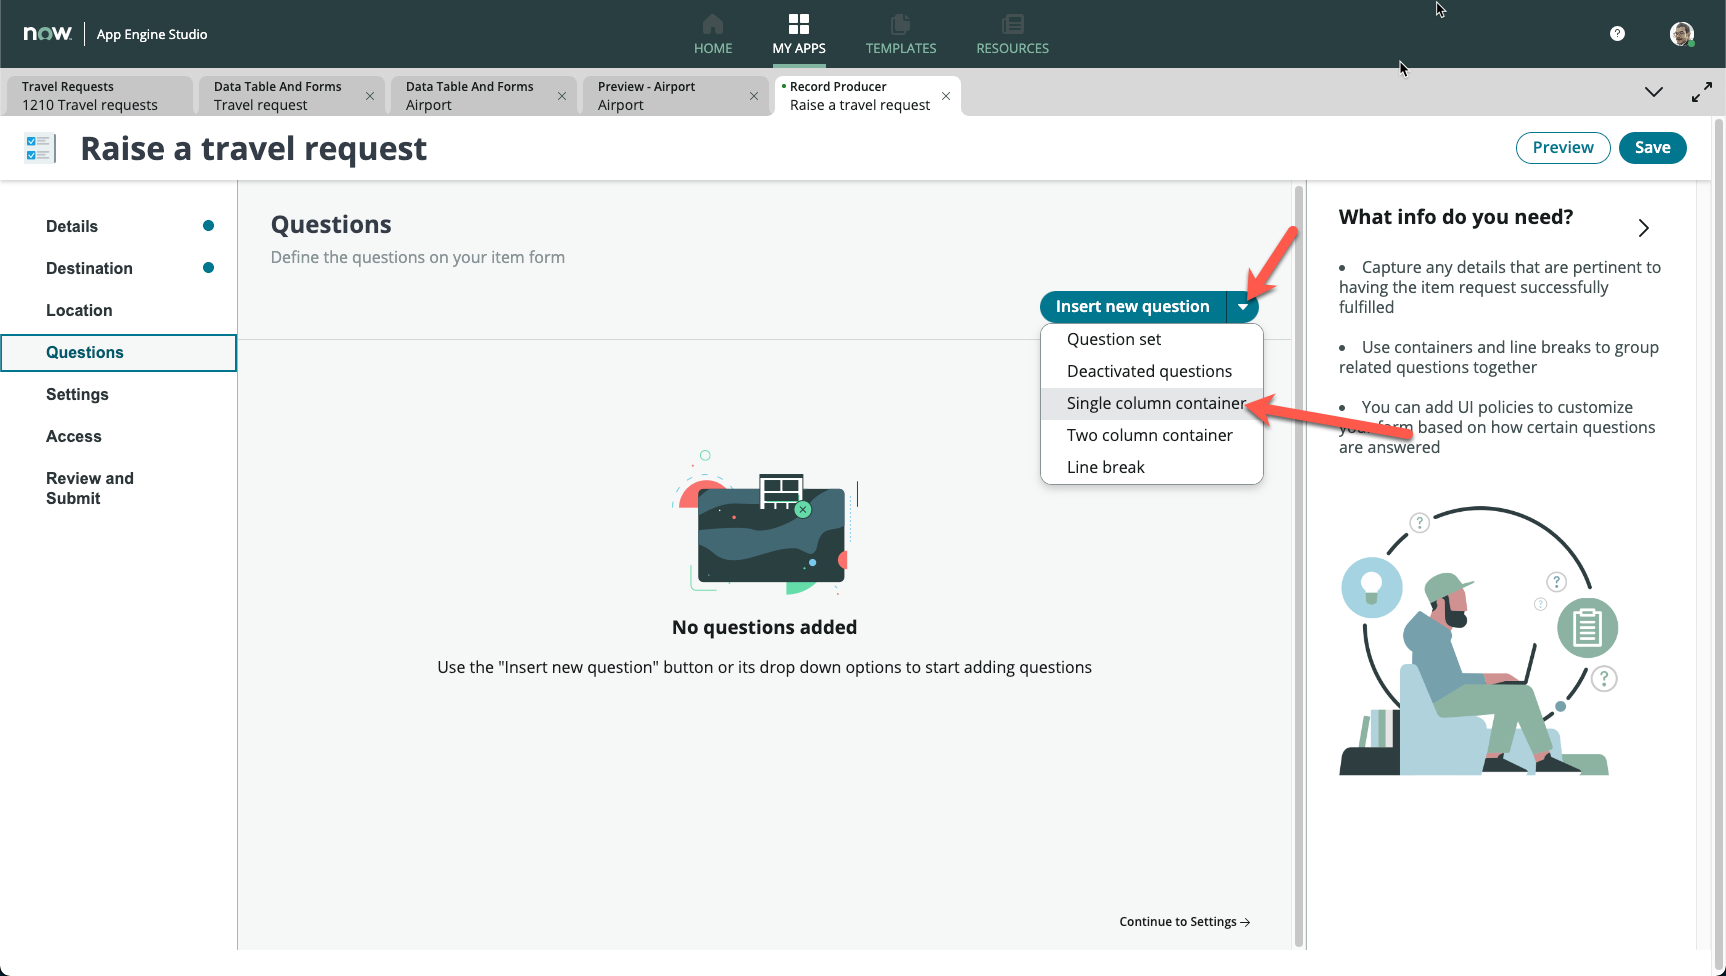 now.
App Engine Studio
HOME
MY APPS
TEMPLATES
RESOURCES
?
Travel Requests
1210 Travel requests
Data Table And Forms
Travel request
Data Table And Forms
Airport
Preview - Airport
Airport
Record Producer
Raise a travel request
Raise a travel request
Preview
Save
Details
Destination
Location
Questions
Settings
Access
Review and
Submit
Questions
Define the questions on your item form
Insert new question
Question set
Deactivated questions
Single column container
Two column container
Line break
No questions added
Use the "Insert new question" button or its drop down options to start adding questions
Continue to Settings
What info do you need?
• Capture any details that are pertinent to
having the item request successfully
fulfilled
• Use containers and line breaks to group
related questions together
• You can add UI policies to customize
your form based on how certain questions
are answered
?
?
?
?